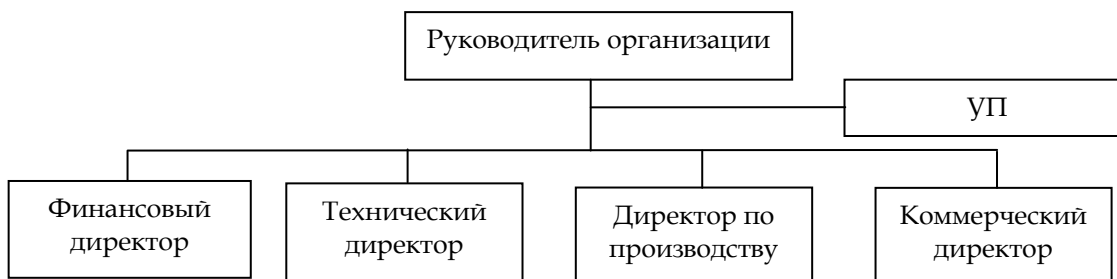 Руководитель организации
УП
Финансовый
директор
Технический
директор
Директор по
производству
Коммерческий
директор